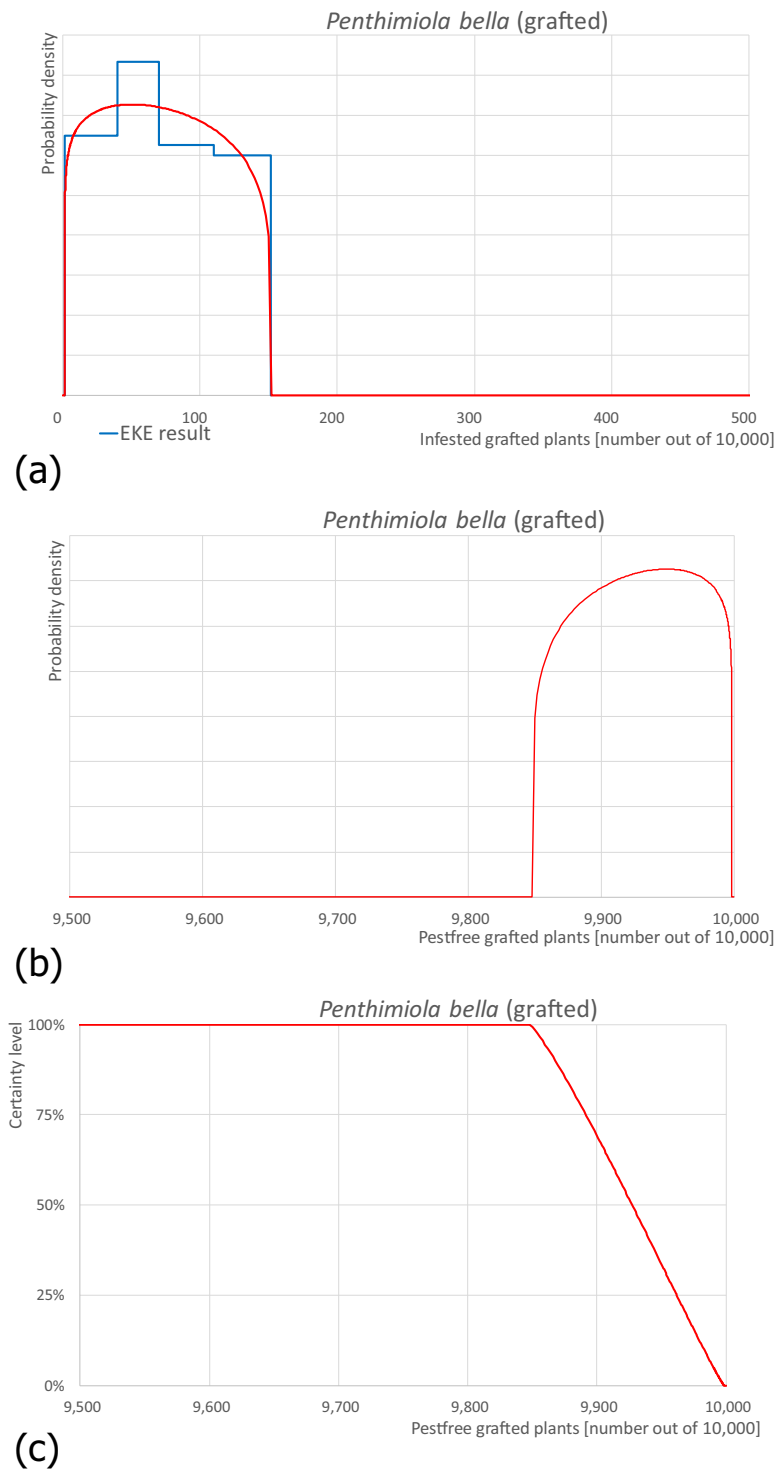 Penthimiola bella (grafted)
Probability density
0 100 200 300 400 500
EKE result
Infested grafted plants [number out of 10,000]
(a)
Penthimiola bella (grafted)
Probability density
9,500 9,600 9,700 9,800 9,900 10,000
Pestfree grafted plants [number out of 10,000]
(b)
Penthimiola bella (grafted)
Certainty level
100%
75%
50%
25%
0%
9,500 9,600 9,700 9,800 9,900 10,000
Pestfree grafted plants [number out of 10,000]
(c)